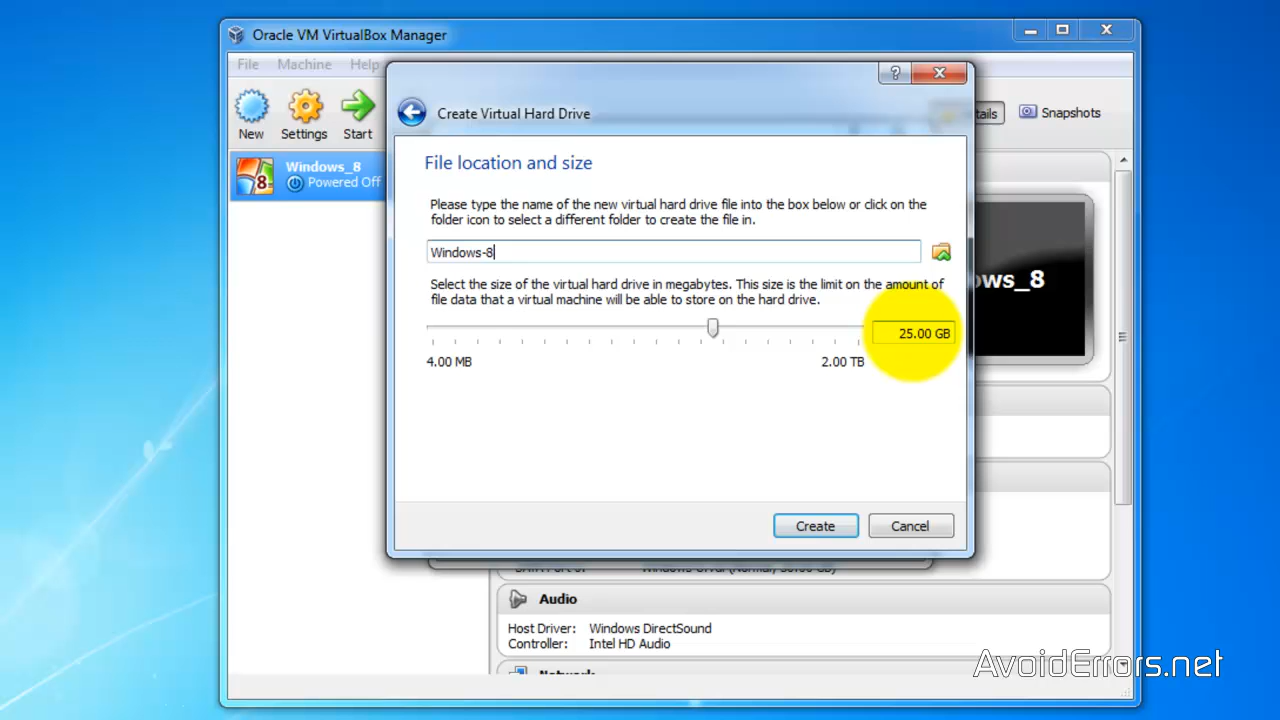 Oracle VM VirtualBox Manager
File Machine Help
New Settings Start
tails Snapshots
Windows_8
Powered Off
8
Create Virtual Hard Drive
File location and size
Please type the name of the new virtual hard drive file into the box below or click on the
folder icon to select a different folder to create the file in.
Windows-8
ows_8
Select the size of the virtual hard drive in megabytes. This size is the limit on the amount of
file data that a virtual machine will be able to store on the hard drive.
25.00 GB
4.00 MB 2.00 TB
Create Cancel
Audio
Host Driver: Windows DirectSound
Controller: Intel HD Audio
Network
AvoidErrors.net